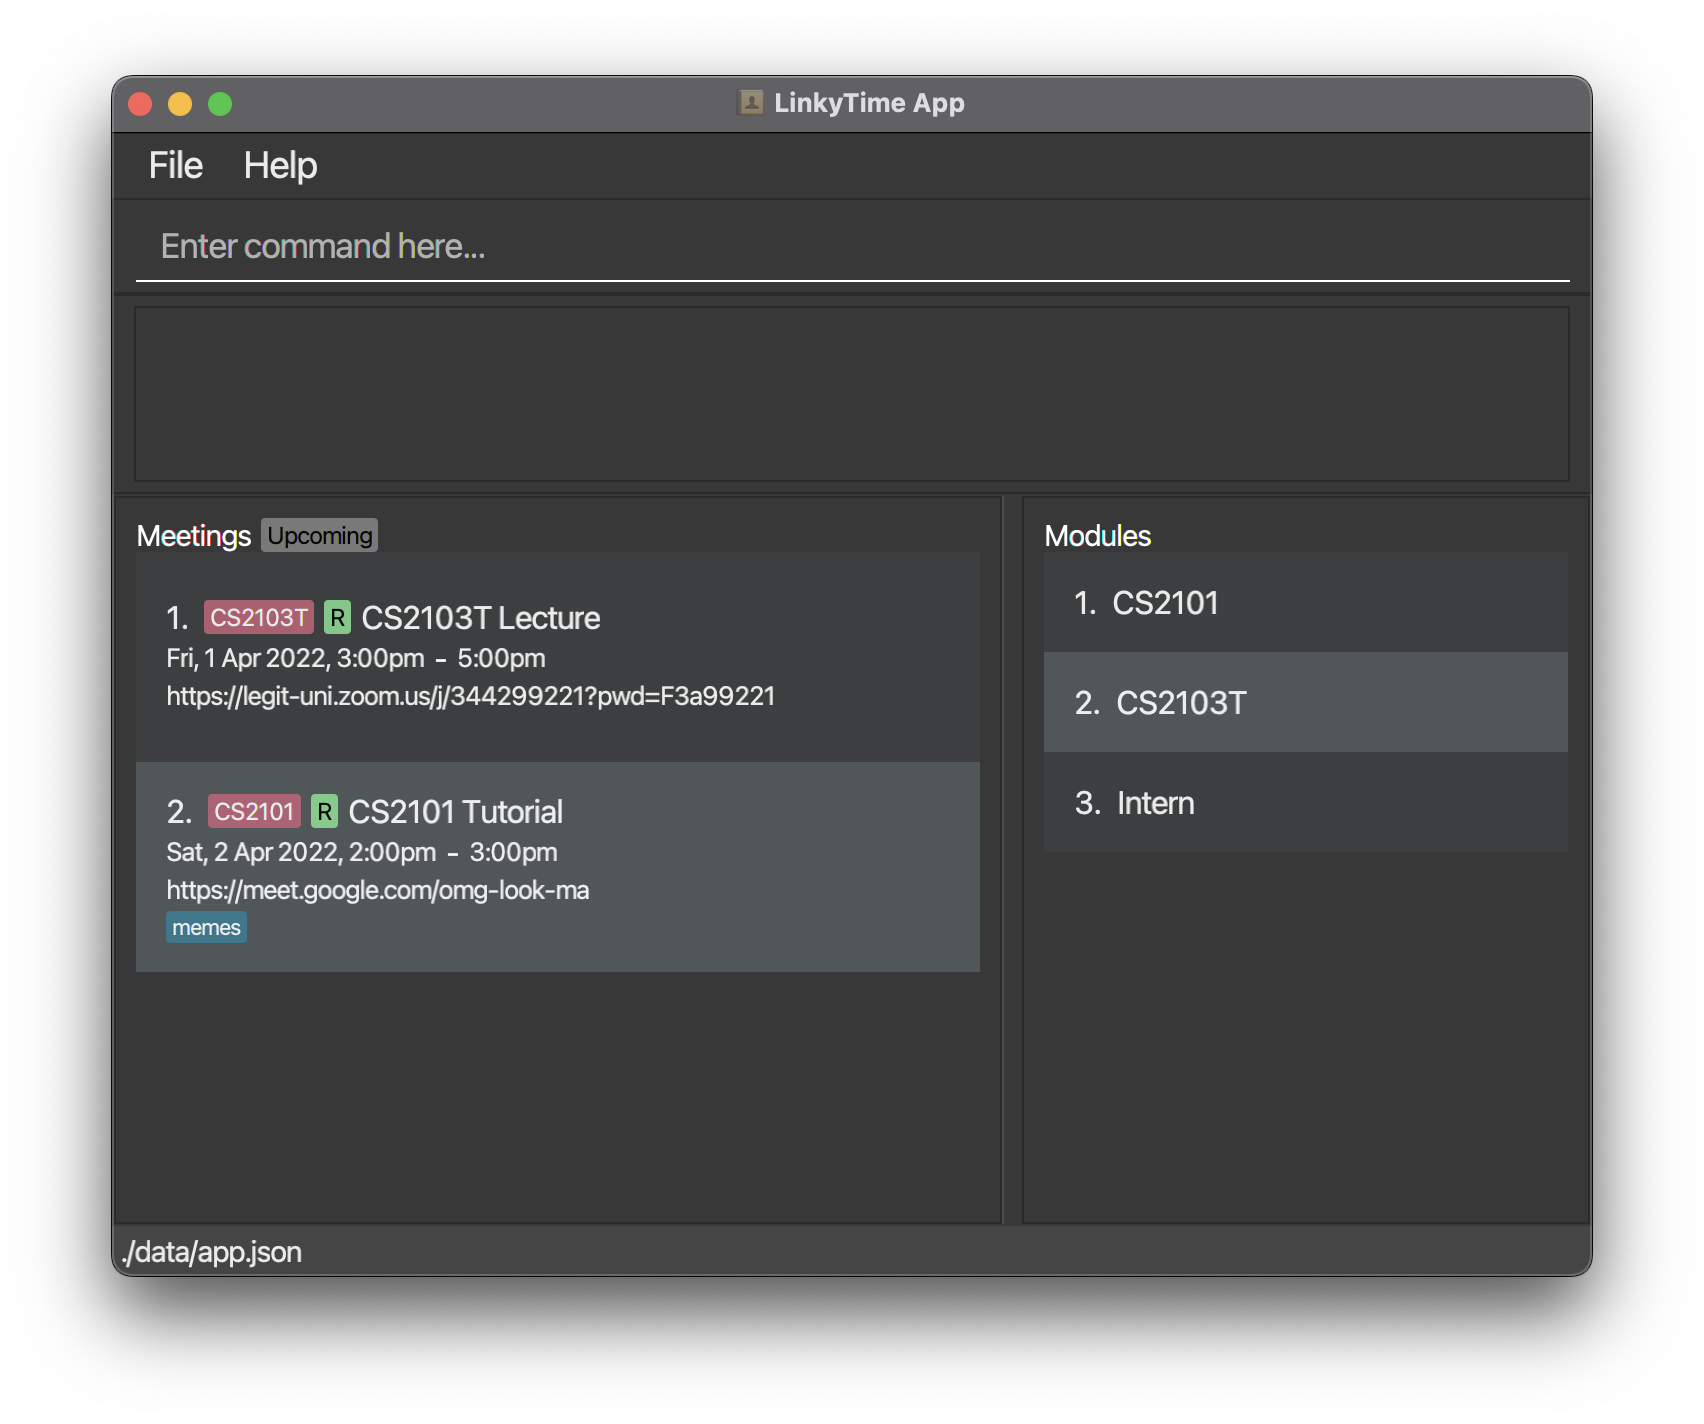 LinkyTime App
File Help
Enter command here...
Meetings Upcoming
1. CS2103T R CS2103T Lecture
Fri, 1 Apr 2022, 3:00pm - 5:00pm
https://legit-uni.zoom.us/j/344299221?pwd=F3a99221
2. CS2101 R CS2101 Tutorial
Sat, 2 Apr 2022, 2:00pm - 3:00pm
https://meet.google.com/omg-look-ma
memes
Modules
1. CS2101
2. CS2103T
3. Intern
./data/app.json